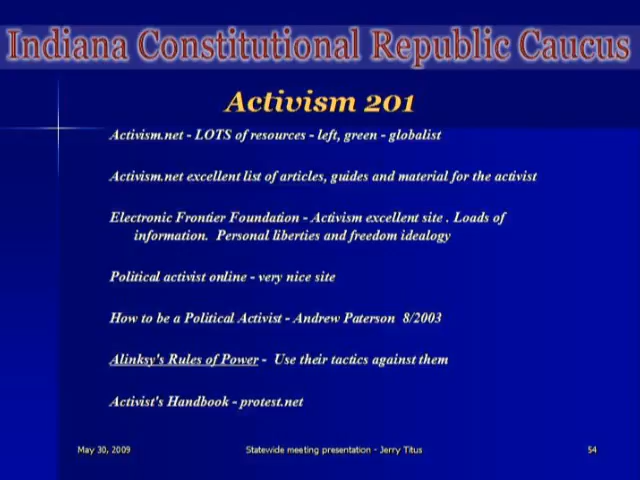 Indiana Constitutional Republic Caucus
Activism 201
Activism.net - LOTS of resources - left, green - globalist
Activism.net excellent list of articles, guides and material for the activist
Electronic Frontier Foundation - Activism excellent site . Loads of
information. Personal liberties and freedom idealogy
Political activist online - very nice site
How to be a Political Activist - Andrew Paterson 8/2003
Alinksy's Rules of Power - Use their tactics against them
Activist's Handbook - protest.net
May 30, 2009
Statewide meeting presentation - Jerry Titus
54